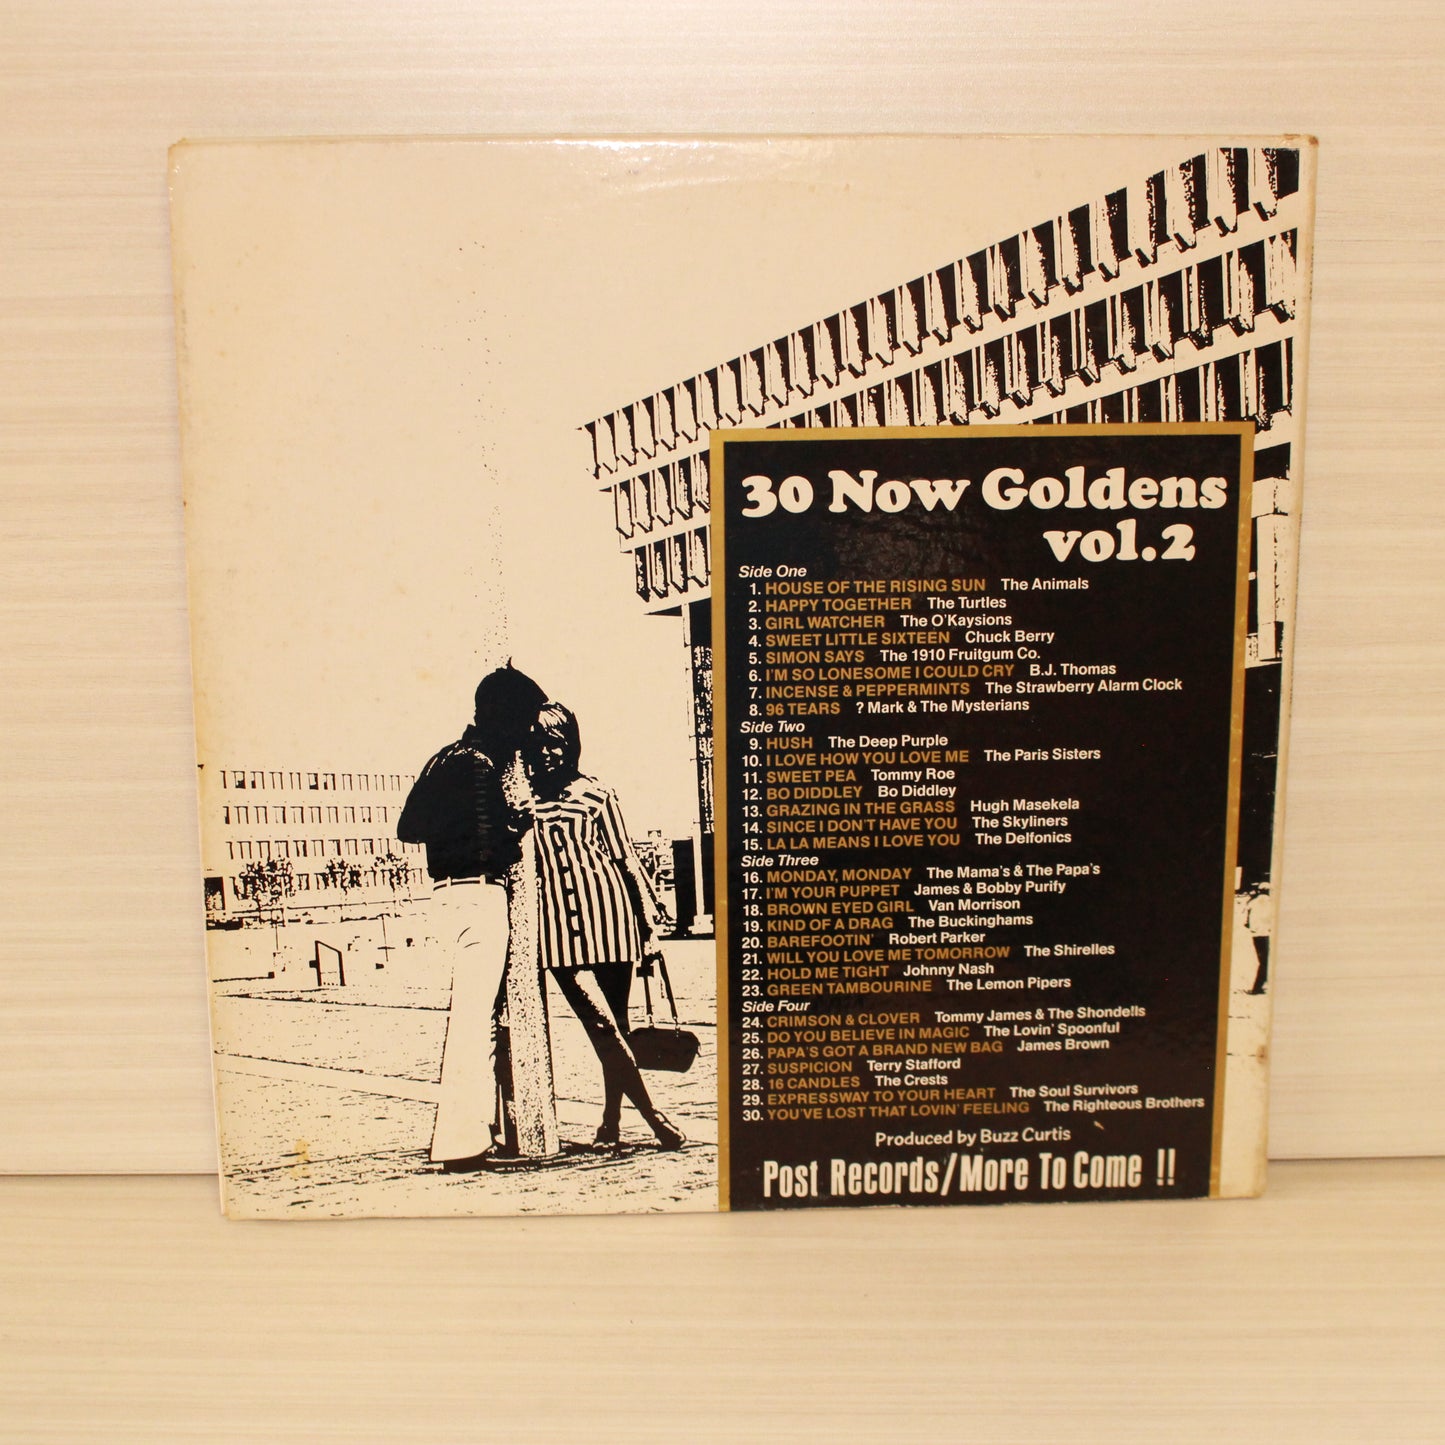 30 Now Goldens
vol.2
Side One
1. HOUSE OF THE RISING SUN The Animals
2. HAPPY TOGETHER The Turtles
3. GIRL WATCHER The O'Kaysions
4. SWEET LITTLE SIXTEEN Chuck Berry
5. SIMON SAYS The 1910 Fruitgum Co.
6. I'M SO LONESOME I COULD CRY B.J. Thomas
7. INCENSE & PEPPERMINTS The Strawberry Alarm Clock
8. 96 TEARS ? Mark & The Mysterians
Side Two
9. HUSH The Deep Purple
10. I LOVE HOW YOU LOVE ME The Paris Sisters
11. SWEET PEA Tommy Roe
12. BO DIDDLEY Bo Diddley
13. GRAZING IN THE GRASS Hugh Masekela
14. SINCE I DON'T HAVE YOU The Skyliners
15. LA LA MEANS I LOVE YOU The Delfonics
Side Three
16. MONDAY, MONDAY The Mama's & The Papa's
17. I'M YOUR PUPPET James & Bobby Purify
18. BROWN EYED GIRL Van Morrison
19. KIND OF A DRAG The Buckinghams
20. BAREFOOTIN' Robert Parker
21. WILL YOU LOVE ME TOMORROW The Shirelles
22. HOLD ME TIGHT Johnny Nash
23. GREEN TAMBOURINE The Lemon Pipers
Side Four
24. CRIMSON & CLOVER Tommy James & The Shondells
25. DO YOU BELIEVE IN MAGIC The Lovin' Spoonful
26. PAPA'S GOT A BRAND NEW BAG James Brown
27. SUSPICION Terry Stafford
28. 16 CANDLES The Crests
29. EXPRESSWAY TO YOUR HEART The Soul Survivors
30. YOU'VE LOST THAT LOVIN' FEELING The Righteous Brothers
Produced by Buzz Curtis
Post Records/More To Come !!